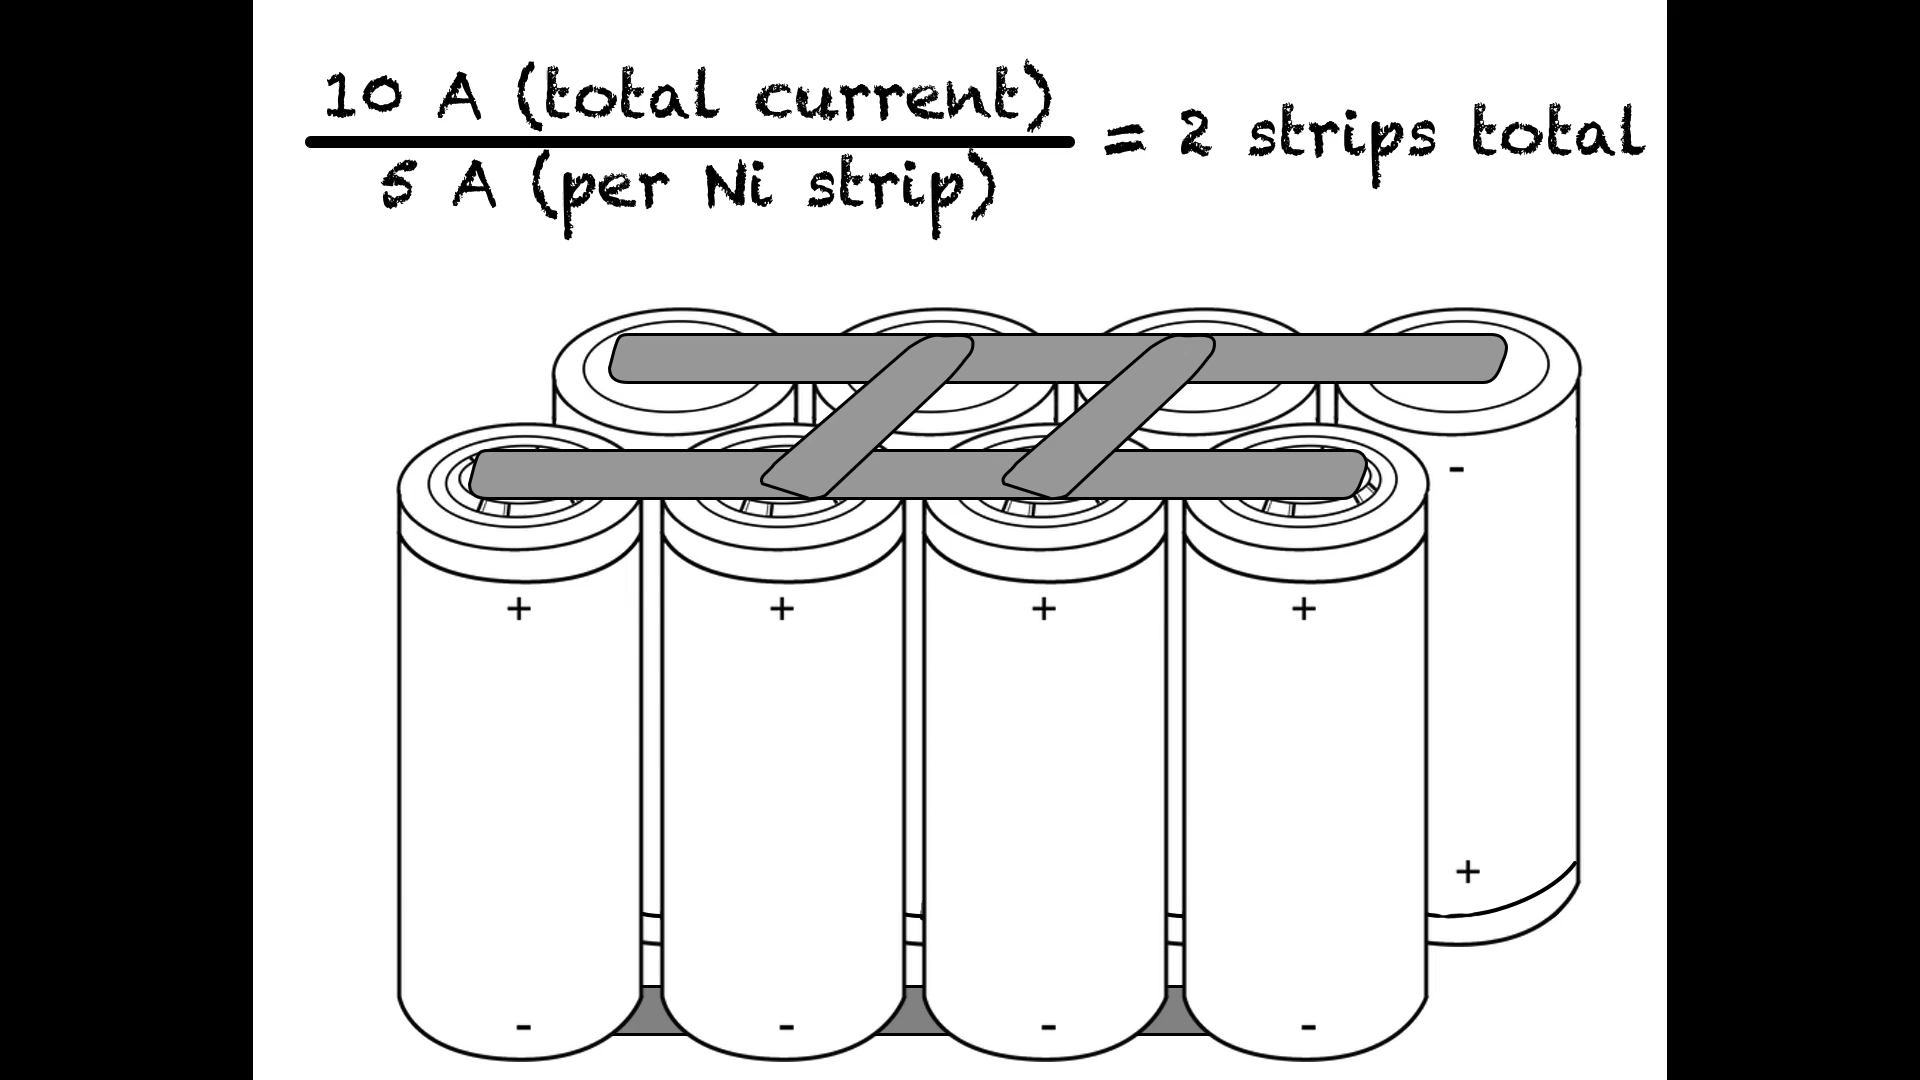 10 A (total current)
5 A (per Ni strip)
= 2 strips total
-
+ + + +
+
- - - -